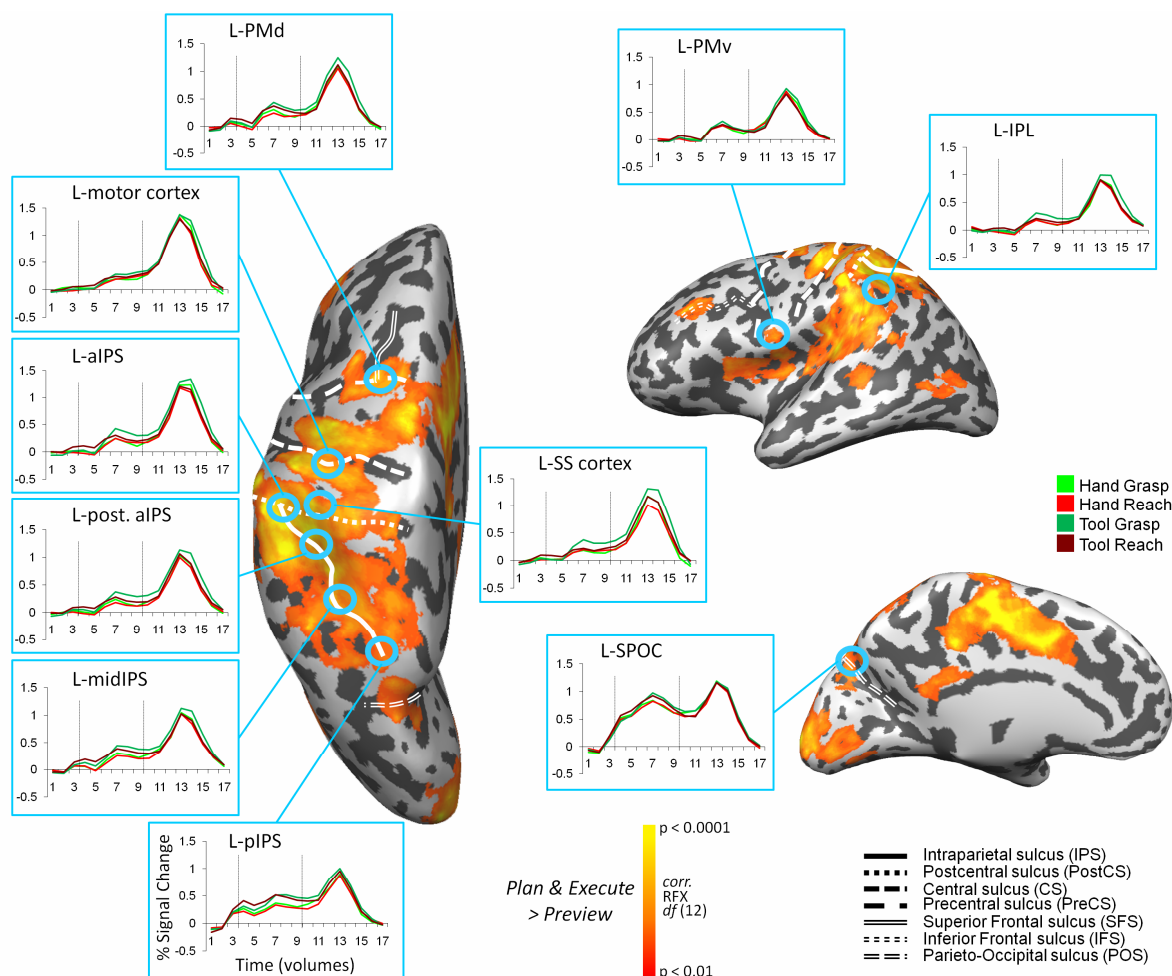 L-PMd
1.5
1
0.5
0
-0.5
1 3 5 7 9 11 13 15 17
L-PMv
1.5
1
0.5
0
-0.5
1 3 5 7 9 11 13 15 17
L-IPL
1.5
1
0.5
0
-0.5
1 3 5 7 9 11 13 15 17
L-motor cortex
1.5
1
0.5
0
-0.5
1 3 5 7 9 11 13 15 17
L-aIPS
1.5
1
0.5
0
-0.5
1 3 5 7 9 11 13 15 17
L-SS cortex
1.5
1
0.5
0
-0.5
1 3 5 7 9 11 13 15 17
Hand Grasp
Hand Reach
Tool Grasp
Tool Reach
L-post. aIPS
1.5
1
0.5
0
-0.5
1 3 5 7 9 11 13 15 17
L-SPOC
1.5
1
0.5
0
-0.5
1 3 5 7 9 11 13 15 17
L-midIPS
1.5
1
0.5
0
-0.5
1 3 5 7 9 11 13 15 17
L-pIPS
% Signal Change
1.5
1
0.5
0
-0.5
1 3 5 7 9 11 13 15 17
Time (volumes)
Plan & Execute
> Preview
p < 0.0001
corr.
RFX
df (12)
p < 0.01
Intraparietal sulcus (IPS)
Postcentral sulcus (PostCS)
Central sulcus (CS)
Precentral sulcus (PreCS)
Superior Frontal sulcus (SFS)
Inferior Frontal sulcus (IFS)
Parieto-Occipital sulcus (POS)